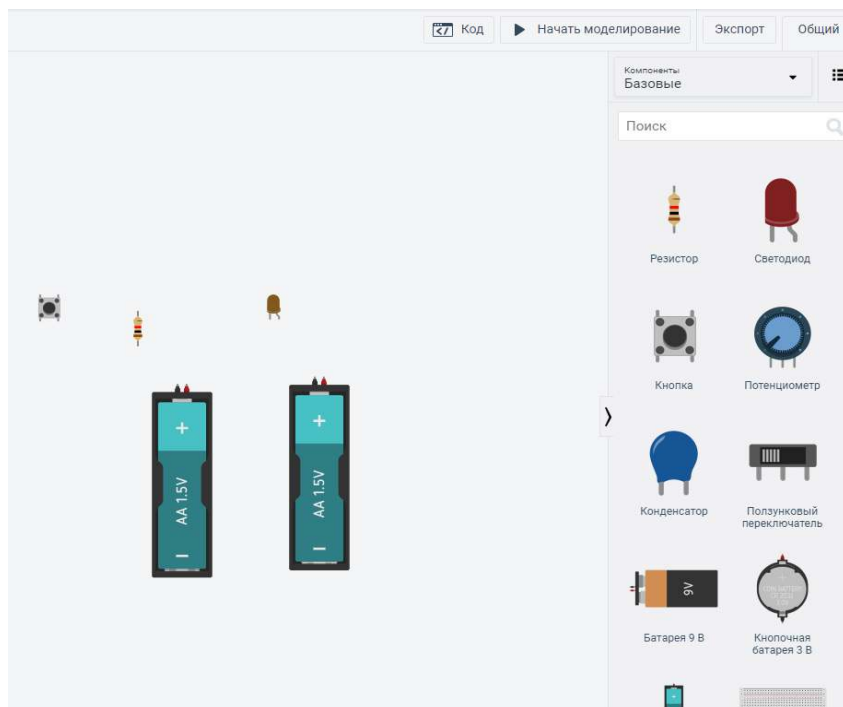 Код
Начать моделирование
Экспорт
Общий
Компоненты
Базовые
Поиск
Резистор
Светодиод
Кнопка
Потенциометр
Конденсатор
Ползунковый
переключатель
+
AA 1.5V
−
+
AA 1.5V
−
9V
Батарея 9 В
Кнопочная
батарея 3 В